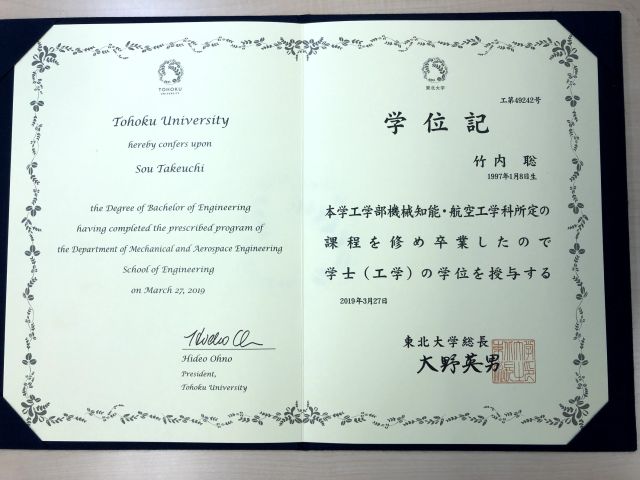 TOHOKU
UNIVERSITY
Tohoku University
hereby confers upon
Sou Takeuchi
the Degree of Bachelor of Engineering
having completed the prescribed program of
the Department of Mechanical and Aerospace Engineering
School of Engineering
on March 27, 2019
Hideo Ohno
President,
Tohoku University
東北大学
工第49242号
学位記
竹内 聡
1997年1月8日生
本学工学部機械知能・航空工学科所定の
課程を修め卒業したので
学士（工学）の学位を授与する
2019年3月27日
東北大学総長
大野英男